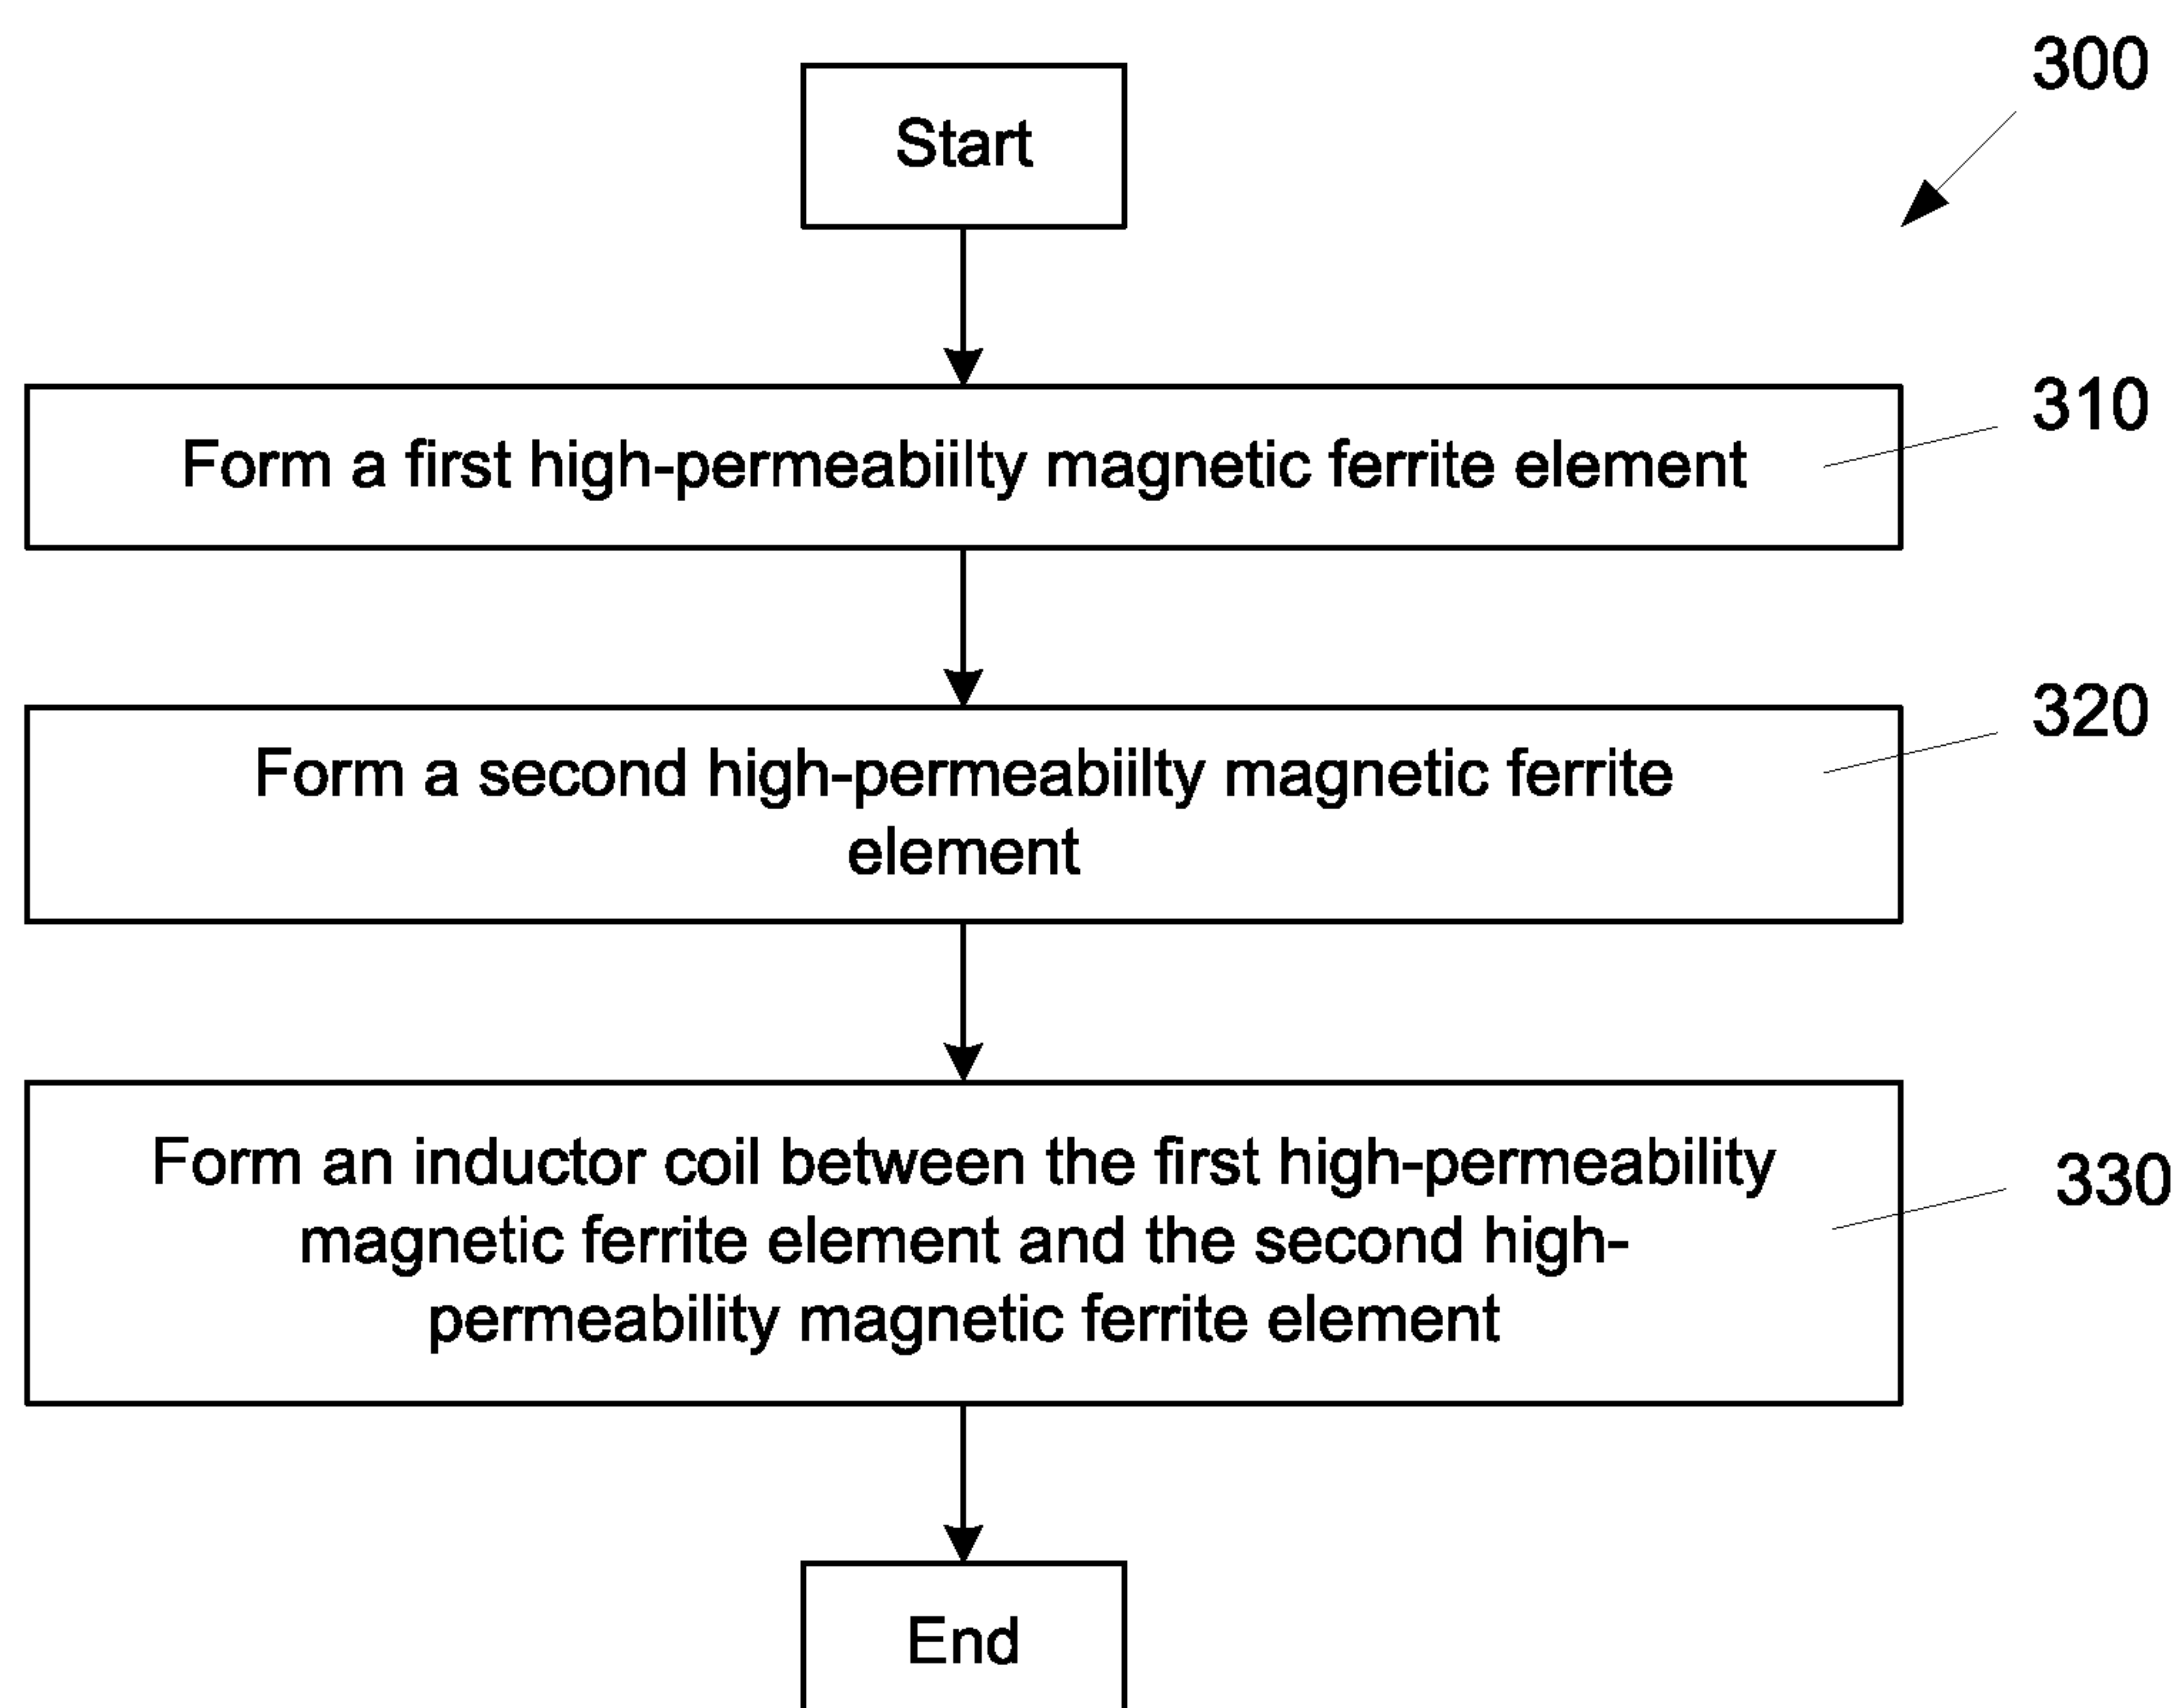 300
Start
310
Form a first high-permeabiilty magnetic ferrite element
320
Form a second high-permeabiilty magnetic ferrite
element
330
Form an inductor coil between the first high-permeability
magnetic ferrite element and the second high-
permeability magnetic ferrite element
End